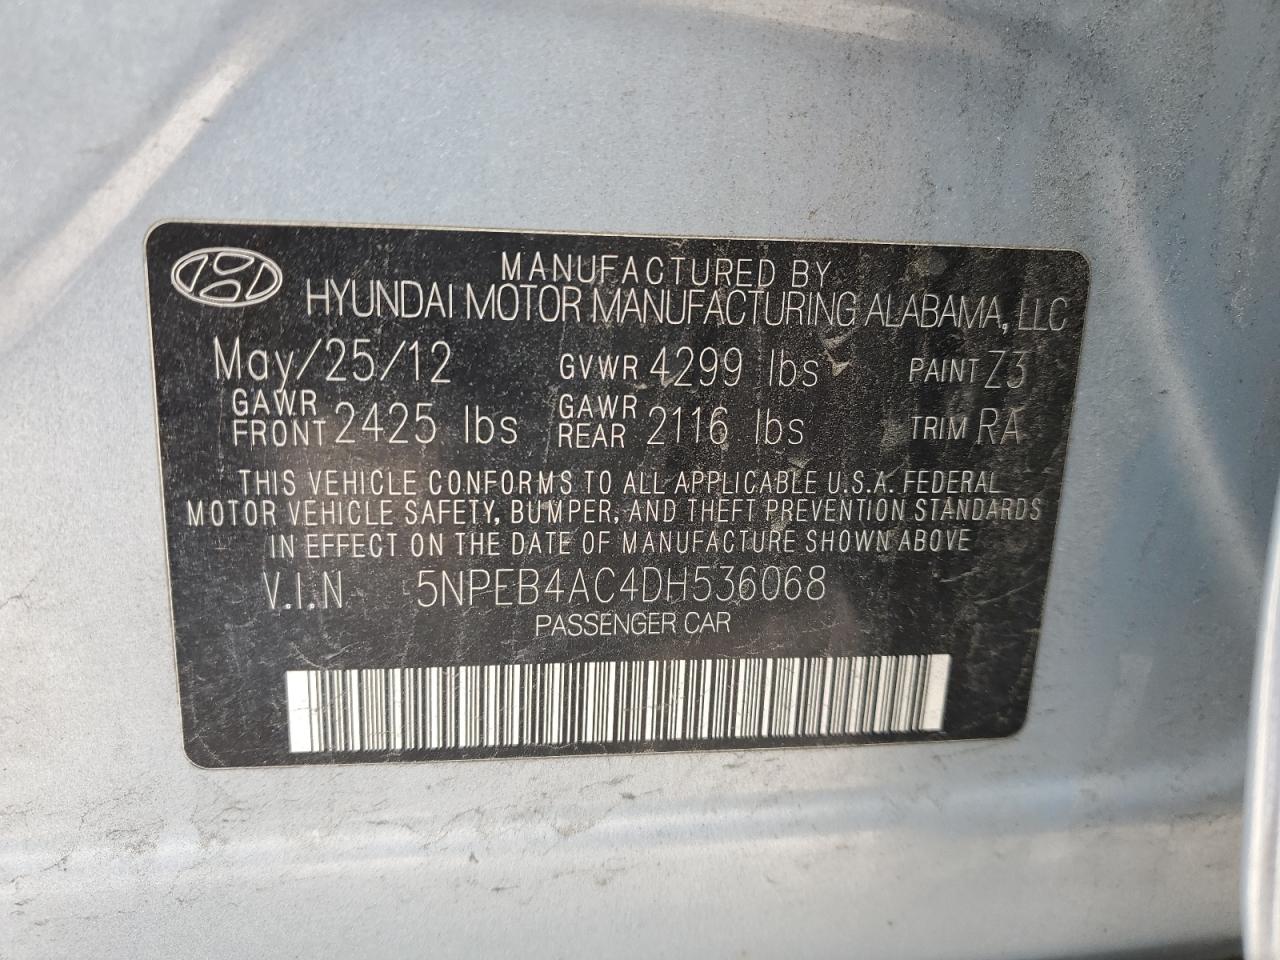 MANUFACTURED BY
HYUNDAI MOTOR MANUFACTURING ALABAMA, LLC
May/25/12 GVWR 4299 lbs PAINT Z3
GAWR FRONT 2425 lbs GAWR REAR 2116 lbs TRIM RA
THIS VEHICLE CONFORMS TO ALL APPLICABLE U.S.A. FEDERAL
MOTOR VEHICLE SAFETY, BUMPER, AND THEFT PREVENTION STANDARDS
IN EFFECT ON THE DATE OF MANUFACTURE SHOWN ABOVE
V.I.N 5NPEB4AC4DH536068
PASSENGER CAR